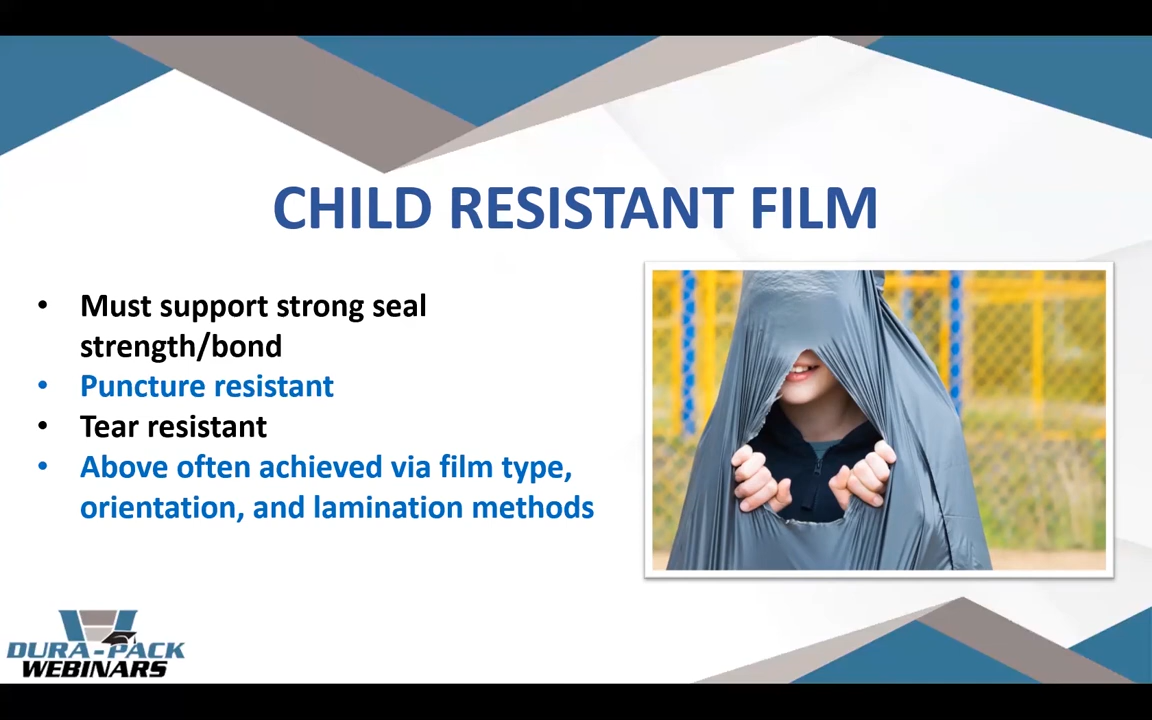 CHILD RESISTANT FILM
• Must support strong seal
strength/bond
• Puncture resistant
• Tear resistant
• Above often achieved via film type,
orientation, and lamination methods
DURA-PACK
WEBINARS